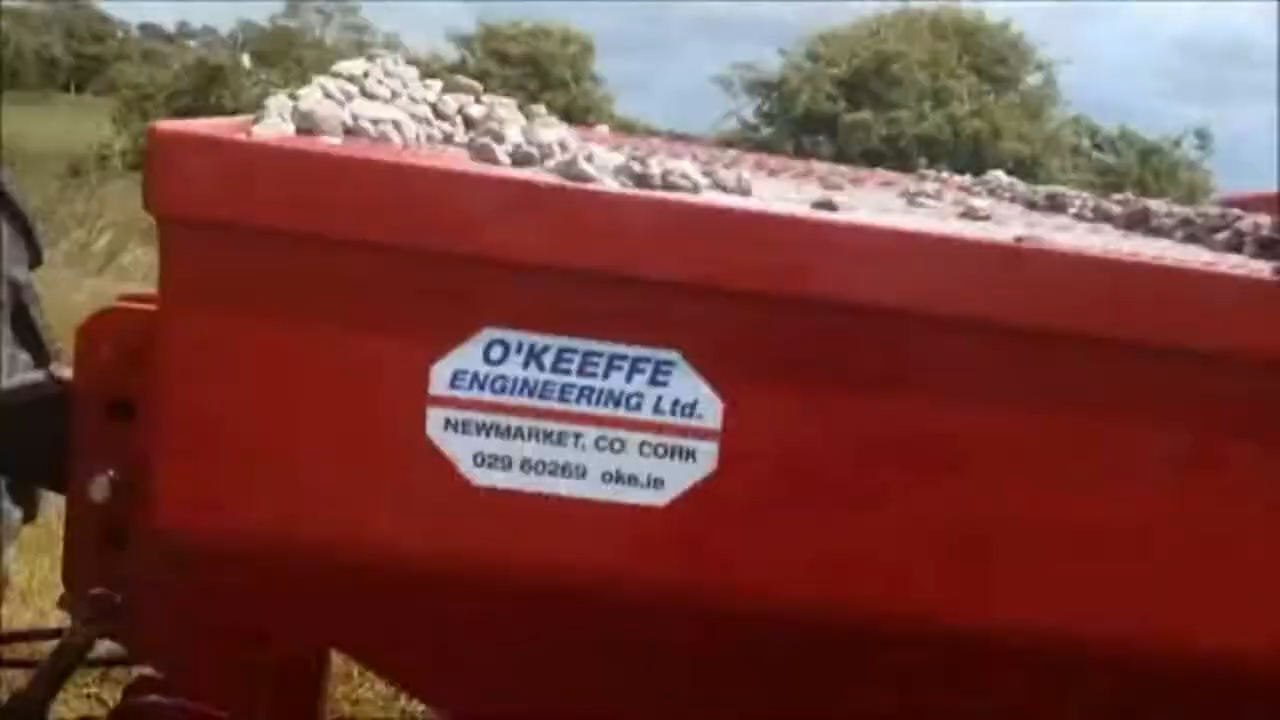 O'KEEFFE
ENGINEERING Ltd.
NEWMARKET, CO. CORK
029 60269 oke.ie